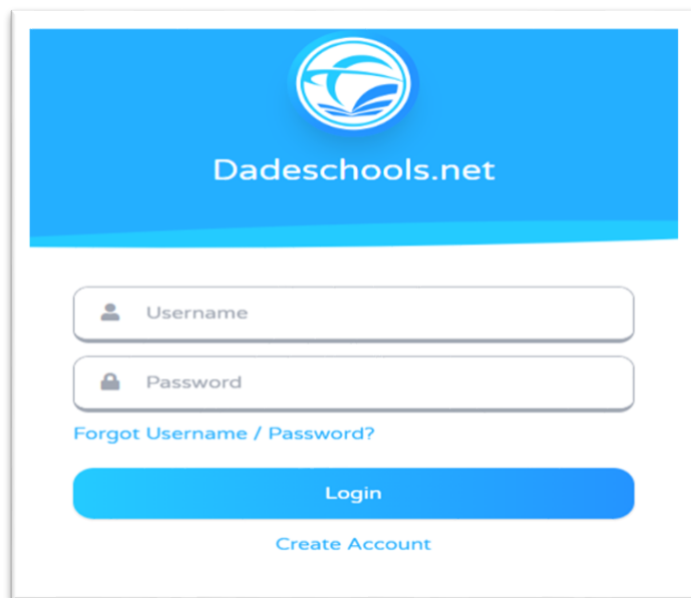 Dadeschools.net
Username
Password
Forgot Username / Password?
Login
Create Account